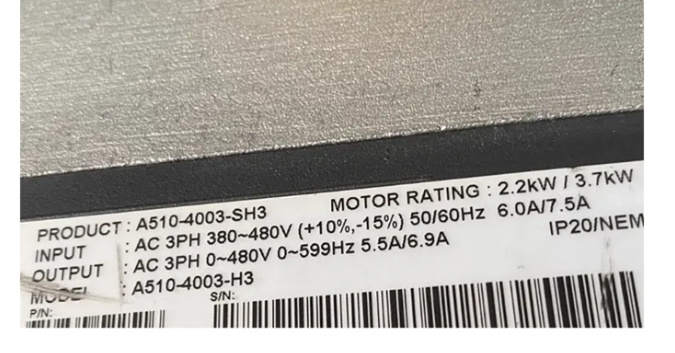 PRODUCT : A510-4003-SH3 MOTOR RATING : 2.2kW / 3.7kW
INPUT : AC 3PH 380~480V (+10%,-15%) 50/60Hz 6.0A/7.5A
OUTPUT : AC 3PH 0~480V 0~599Hz 5.5A/6.9A IP20/NEM
MODEL : A510-4003-H3
P/N: S/N: